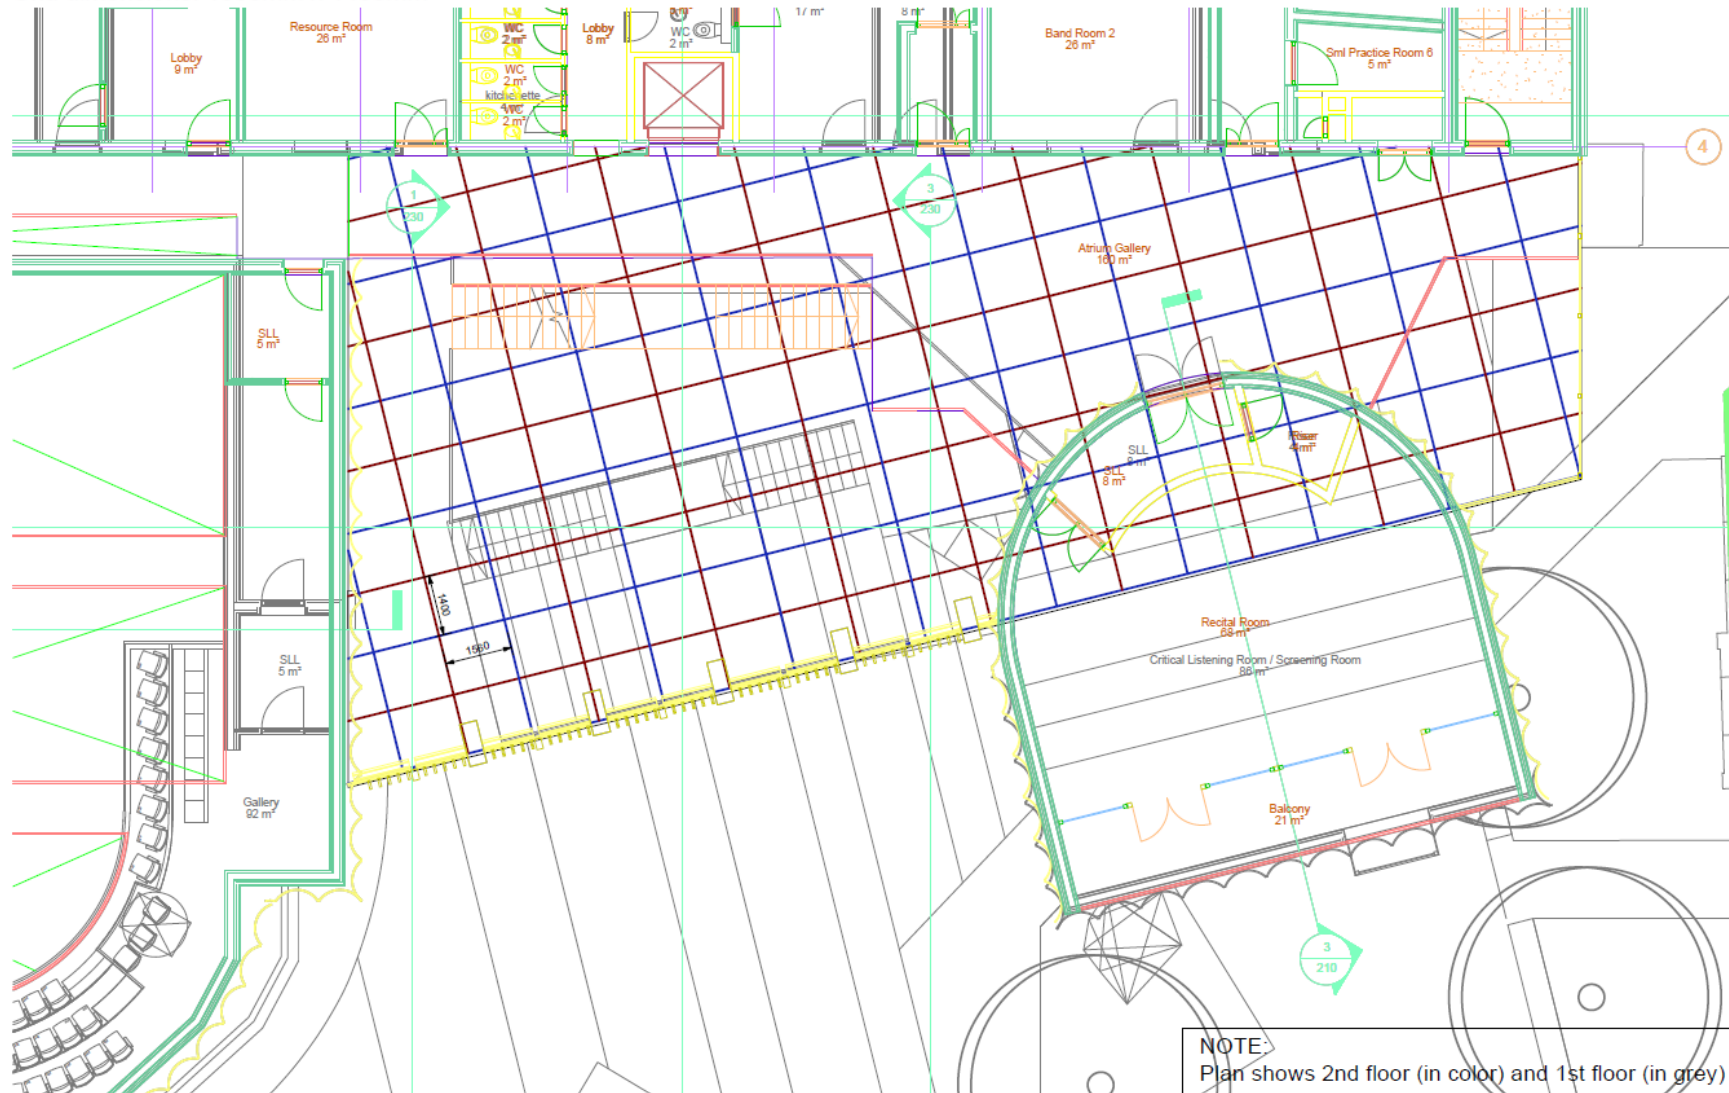 Resource Room
26 m²
Lobby
9 m²
WC
2 m²
WC
2 m²
kitchenette
WC
2 m²
Lobby
8 m²
WC
2 m²
17 m²
8 m²
Band Room 2
26 m²
Sml Practice Room 6
5 m²
4
1
230
3
230
Atrium Gallery
160 m²
SLL
5 m²
SLL
8 m²
SLL
8 m²
Riser
1400
1560
SLL
5 m²
Recital Room
68 m²
Critical Listening Room / Screening Room
86 m²
Gallery
92 m²
Balcony
21 m²
3
210
NOTE:
Plan shows 2nd floor (in color) and 1st floor (in grey)